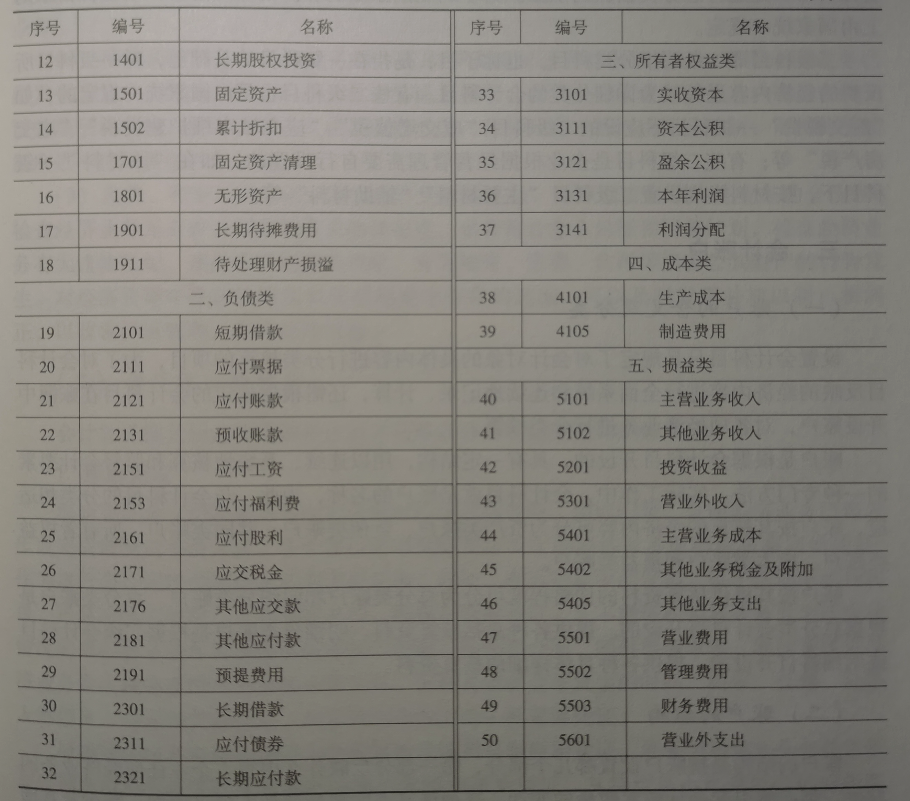 序号 编号 名称 序号 编号 名称
12 1401 长期股权投资 三、所有者权益类
13 1501 固定资产 33 3101 实收资本
14 1502 累计折扣 34 3111 资本公积
15 1701 固定资产清理 35 3121 盈余公积
16 1801 无形资产 36 3131 本年利润
17 1901 长期待摊费用 37 3141 利润分配
18 1911 待处理财产损溢 四、成本类
二、负债类 38 4101 生产成本
19 2101 短期借款 39 4105 制造费用
20 2111 应付票据 五、损益类
21 2121 应付账款 40 5101 主营业务收入
22 2131 预收账款 41 5102 其他业务收入
23 2151 应付工资 42 5201 投资收益
24 2153 应付福利费 43 5301 营业外收入
25 2161 应付股利 44 5401 主营业务成本
26 2171 应交税金 45 5402 其他业务税金及附加
27 2176 其他应交款 46 5405 其他业务支出
28 2181 其他应付款 47 5501 营业费用
29 2191 预提费用 48 5502 管理费用
30 2301 长期借款 49 5503 财务费用
31 2311 应付债券 50 5601 营业外支出
32 2321 长期应付款